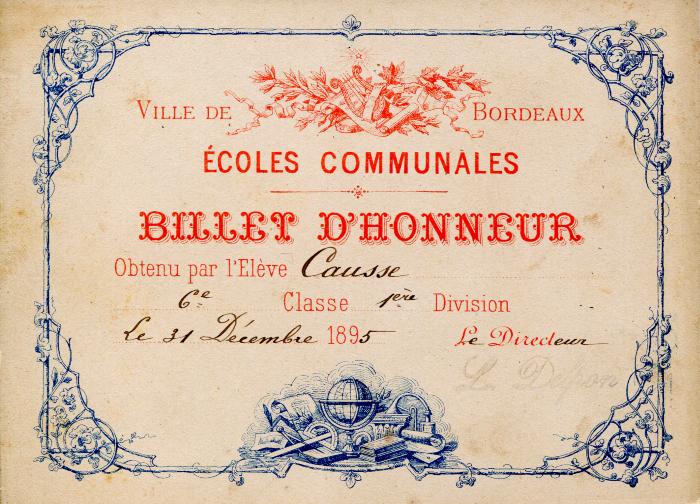 VILLE DE BORDEAUX
ÉCOLES COMMUNALES
BILLET D'HONNEUR
Obtenu par l'Elève Causse
6e Classe 1ère Division
Le 31 Décembre 1895 Le Directeur